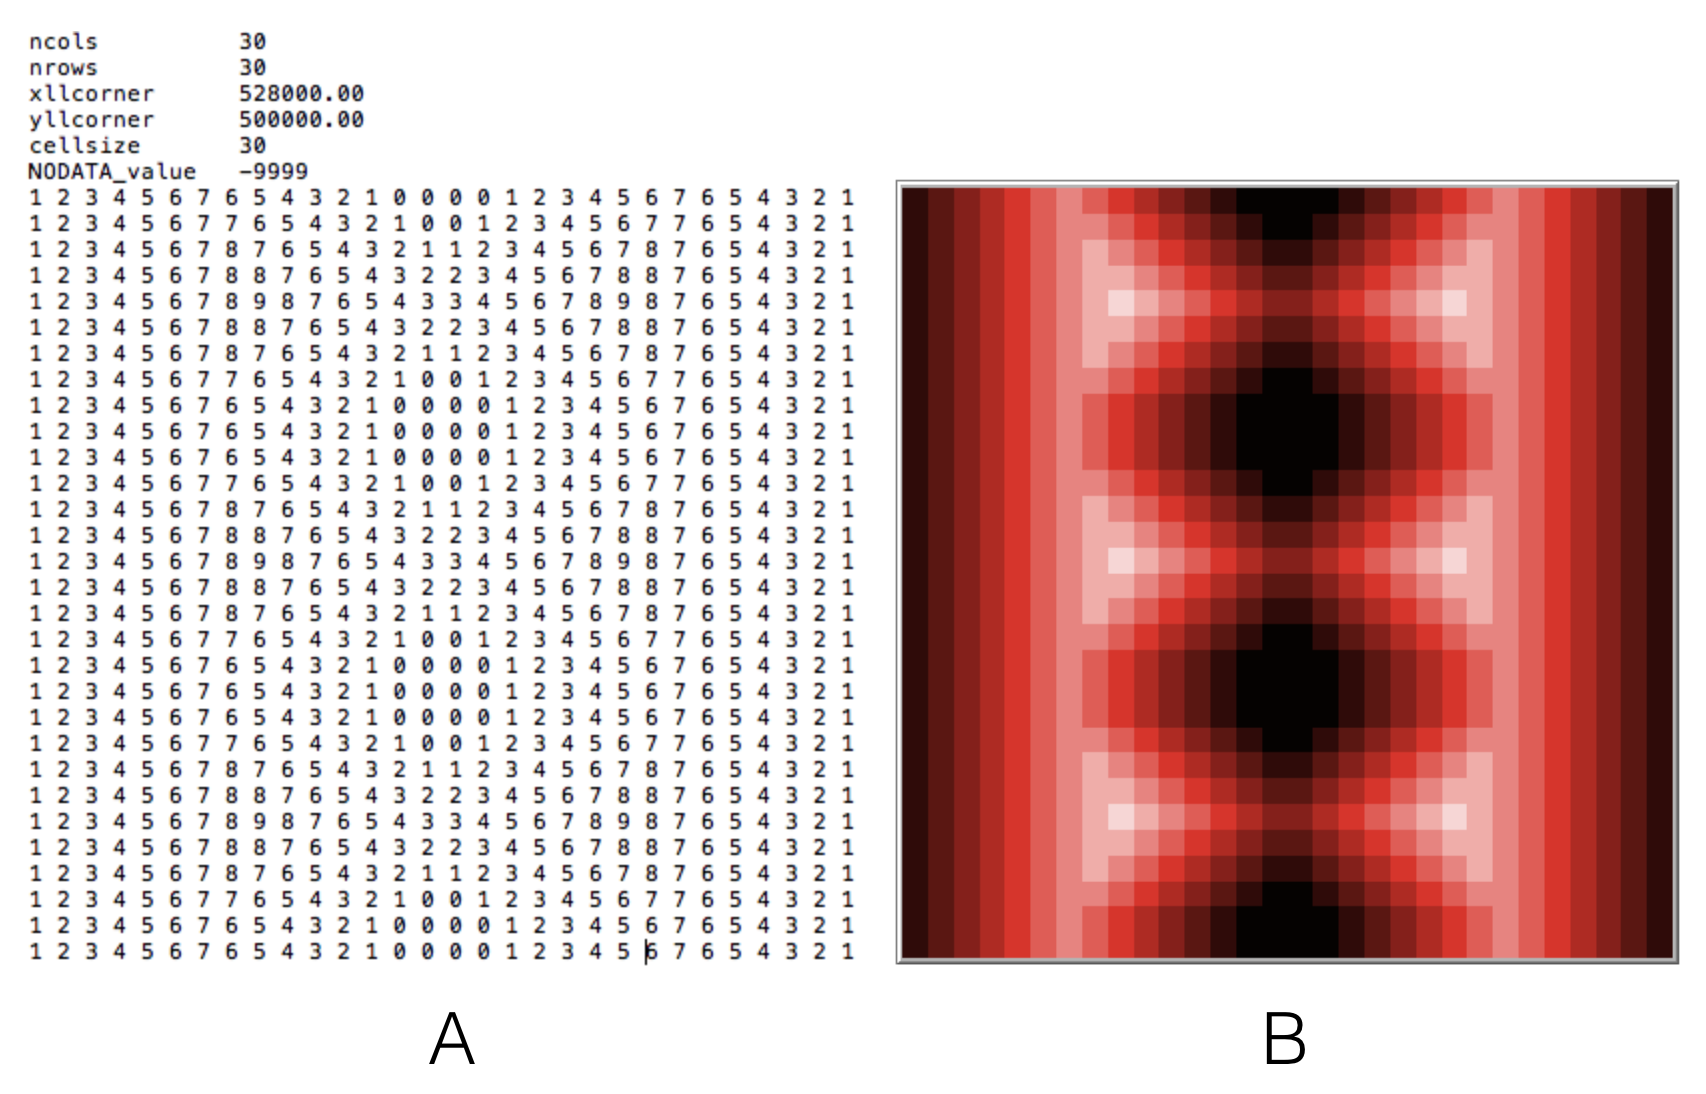 ncols 30
nrows 30
xllcorner 528000.00
yllcorner 500000.00
cellsize 30
NODATA_value -9999
1 2 3 4 5 6 7 6 5 4 3 2 1 0 0 0 0 1 2 3 4 5 6 7 6 5 4 3 2 1
1 2 3 4 5 6 7 7 6 5 4 3 2 1 0 0 1 2 3 4 5 6 7 7 6 5 4 3 2 1
1 2 3 4 5 6 7 8 7 6 5 4 3 2 1 1 2 3 4 5 6 7 8 7 6 5 4 3 2 1
1 2 3 4 5 6 7 8 8 7 6 5 4 3 2 2 3 4 5 6 7 8 8 7 6 5 4 3 2 1
1 2 3 4 5 6 7 8 9 8 7 6 5 4 3 3 4 5 6 7 8 9 8 7 6 5 4 3 2 1
1 2 3 4 5 6 7 8 8 7 6 5 4 3 2 2 3 4 5 6 7 8 8 7 6 5 4 3 2 1
1 2 3 4 5 6 7 8 7 6 5 4 3 2 1 1 2 3 4 5 6 7 8 7 6 5 4 3 2 1
1 2 3 4 5 6 7 7 6 5 4 3 2 1 0 0 1 2 3 4 5 6 7 7 6 5 4 3 2 1
1 2 3 4 5 6 7 6 5 4 3 2 1 0 0 0 0 1 2 3 4 5 6 7 6 5 4 3 2 1
1 2 3 4 5 6 7 6 5 4 3 2 1 0 0 0 0 1 2 3 4 5 6 7 6 5 4 3 2 1
1 2 3 4 5 6 7 6 5 4 3 2 1 0 0 0 0 1 2 3 4 5 6 7 6 5 4 3 2 1
1 2 3 4 5 6 7 7 6 5 4 3 2 1 0 0 1 2 3 4 5 6 7 7 6 5 4 3 2 1
1 2 3 4 5 6 7 8 7 6 5 4 3 2 1 1 2 3 4 5 6 7 8 7 6 5 4 3 2 1
1 2 3 4 5 6 7 8 8 7 6 5 4 3 2 2 3 4 5 6 7 8 8 7 6 5 4 3 2 1
1 2 3 4 5 6 7 8 9 8 7 6 5 4 3 3 4 5 6 7 8 9 8 7 6 5 4 3 2 1
1 2 3 4 5 6 7 8 8 7 6 5 4 3 2 2 3 4 5 6 7 8 8 7 6 5 4 3 2 1
1 2 3 4 5 6 7 8 7 6 5 4 3 2 1 1 2 3 4 5 6 7 8 7 6 5 4 3 2 1
1 2 3 4 5 6 7 7 6 5 4 3 2 1 0 0 1 2 3 4 5 6 7 7 6 5 4 3 2 1
1 2 3 4 5 6 7 6 5 4 3 2 1 0 0 0 0 1 2 3 4 5 6 7 6 5 4 3 2 1
1 2 3 4 5 6 7 6 5 4 3 2 1 0 0 0 0 1 2 3 4 5 6 7 6 5 4 3 2 1
1 2 3 4 5 6 7 6 5 4 3 2 1 0 0 0 0 1 2 3 4 5 6 7 6 5 4 3 2 1
1 2 3 4 5 6 7 7 6 5 4 3 2 1 0 0 1 2 3 4 5 6 7 7 6 5 4 3 2 1
1 2 3 4 5 6 7 8 7 6 5 4 3 2 1 1 2 3 4 5 6 7 8 7 6 5 4 3 2 1
1 2 3 4 5 6 7 8 8 7 6 5 4 3 2 2 3 4 5 6 7 8 8 7 6 5 4 3 2 1
1 2 3 4 5 6 7 8 9 8 7 6 5 4 3 3 4 5 6 7 8 9 8 7 6 5 4 3 2 1
1 2 3 4 5 6 7 8 8 7 6 5 4 3 2 2 3 4 5 6 7 8 8 7 6 5 4 3 2 1
1 2 3 4 5 6 7 8 7 6 5 4 3 2 1 1 2 3 4 5 6 7 8 7 6 5 4 3 2 1
1 2 3 4 5 6 7 7 6 5 4 3 2 1 0 0 1 2 3 4 5 6 7 7 6 5 4 3 2 1
1 2 3 4 5 6 7 6 5 4 3 2 1 0 0 0 0 1 2 3 4 5 6 7 6 5 4 3 2 1
1 2 3 4 5 6 7 6 5 4 3 2 1 0 0 0 0 1 2 3 4 5 6 7 6 5 4 3 2 1
A
B